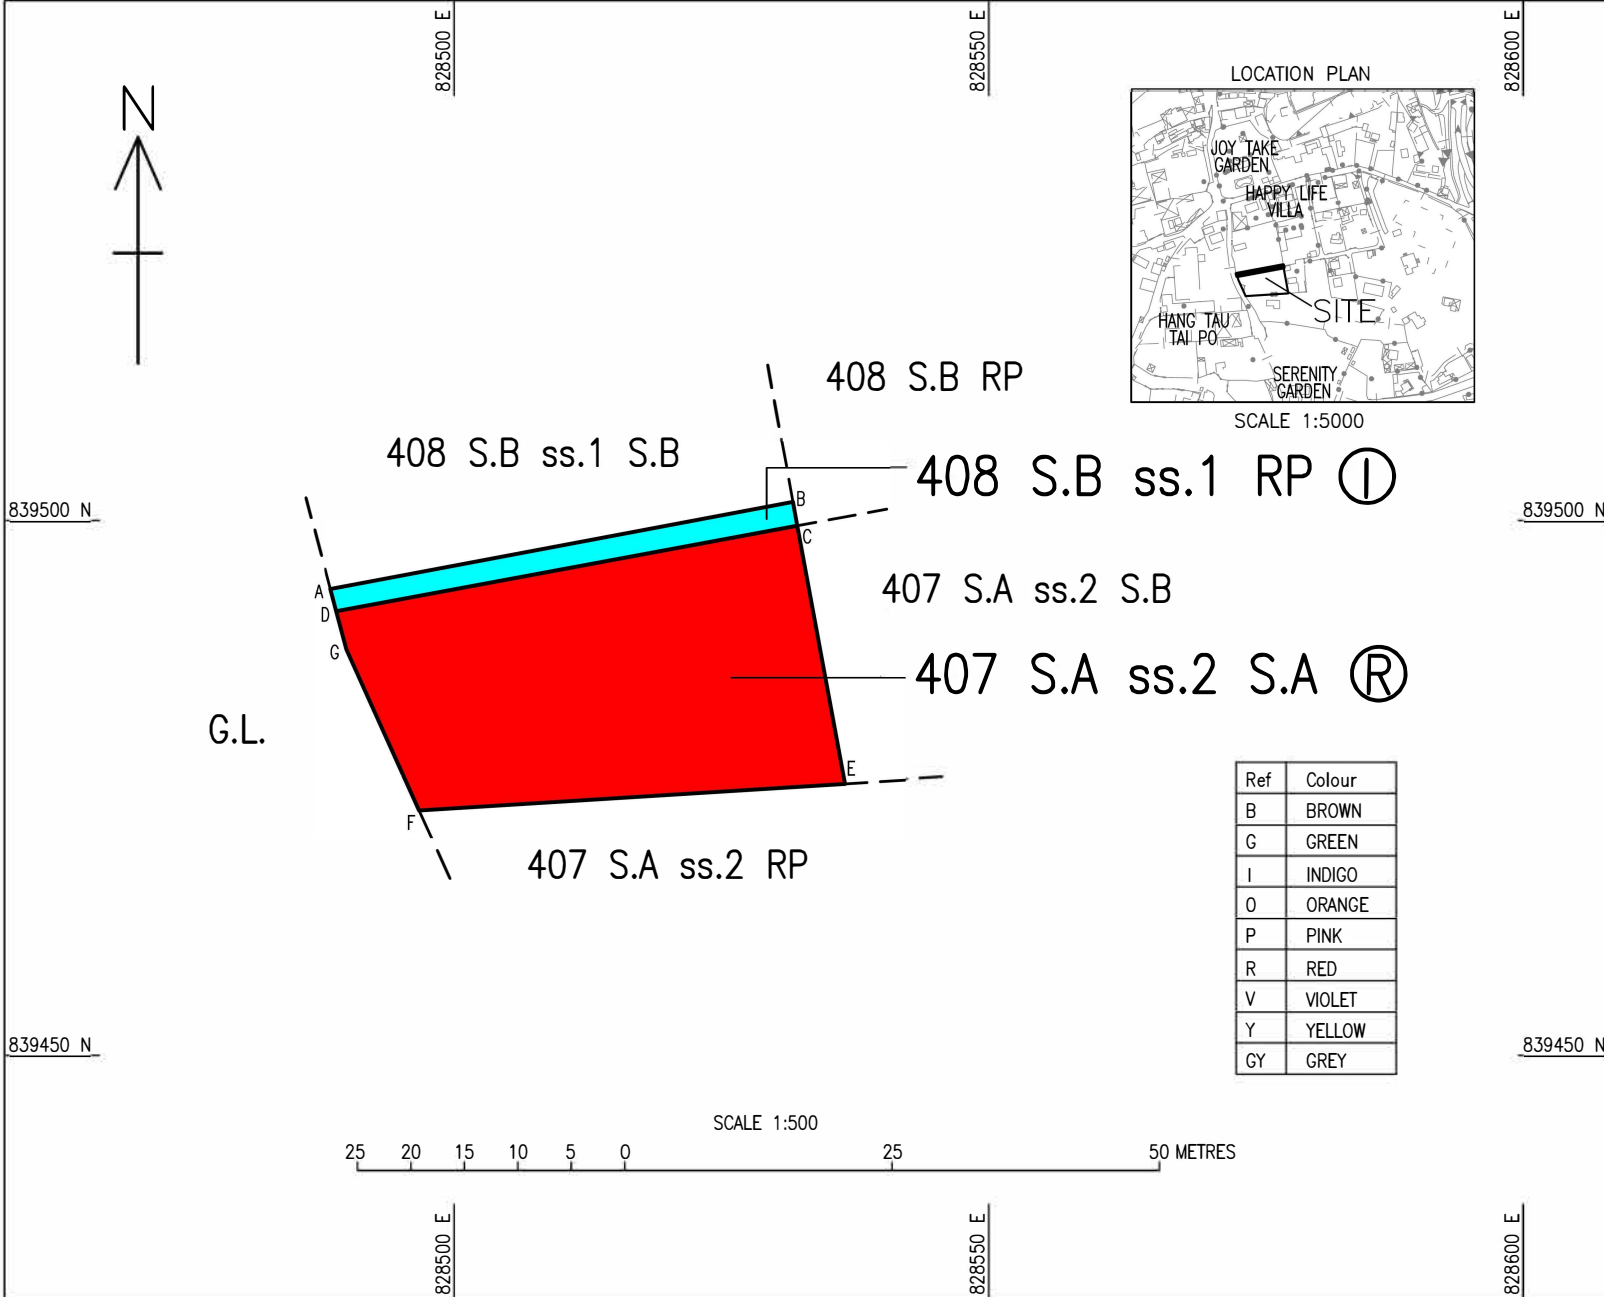 828500 E
828550 E
828600 E
N
LOCATION PLAN
JOY TAKE
GARDEN
HAPPY LIFE
VILLA
SITE
HANG TAU
TAI PO
SERENITY
GARDEN
SCALE 1:5000
408 S.B RP
408 S.B ss.1 S.B
408 S.B ss.1 RP I
839500 N
839500 N
B
C
A
D
G
407 S.A ss.2 S.B
407 S.A ss.2 S.A R
G.L.
E
F
407 S.A ss.2 RP
Ref Colour
B BROWN
G GREEN
I INDIGO
O ORANGE
P PINK
R RED
V VIOLET
Y YELLOW
GY GREY
839450 N
839450 N
SCALE 1:500
25 20 15 10 5 0 25 50 METRES
828500 E
828550 E
828600 E